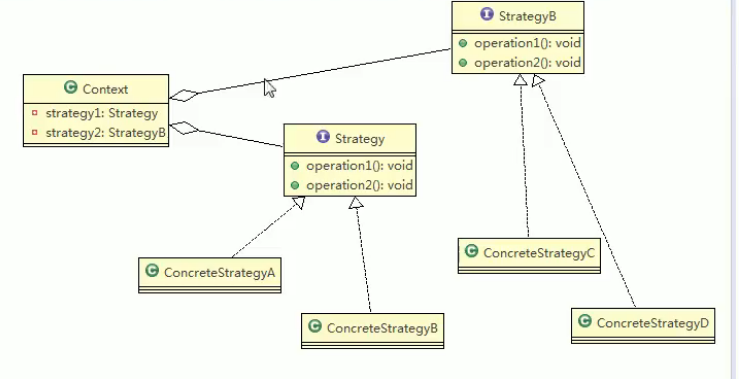 StrategyB
operation1(): void
operation2(): void
Context
strategy1: Strategy
strategy2: StrategyB
Strategy
operation1(): void
operation2(): void
ConcreteStrategyC
ConcreteStrategyA
ConcreteStrategyD
ConcreteStrategyB